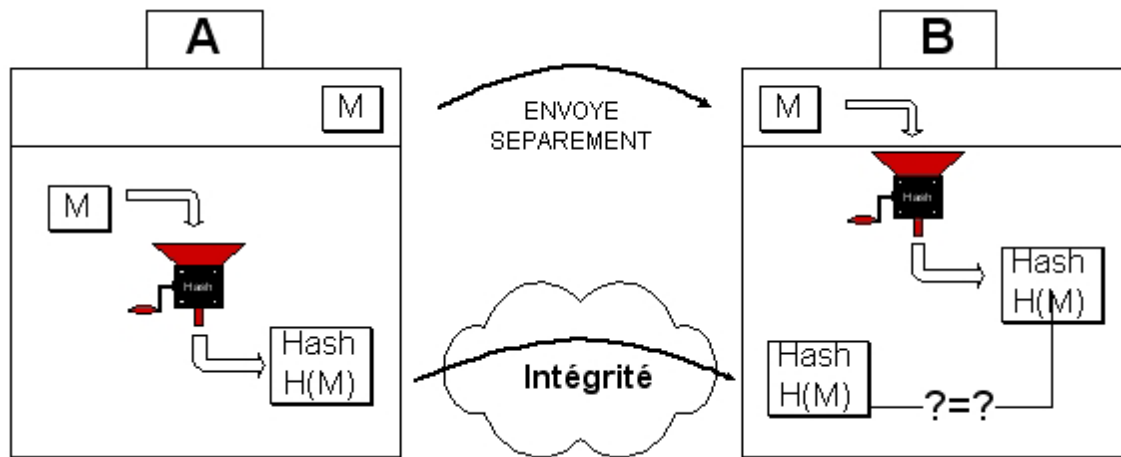 A
B
M
ENVOYE
SEPAREMENT
M
M
Hash
Hash
Hash
H(M)
Hash
H(M)
Intégrité
Hash
H(M)
?=?